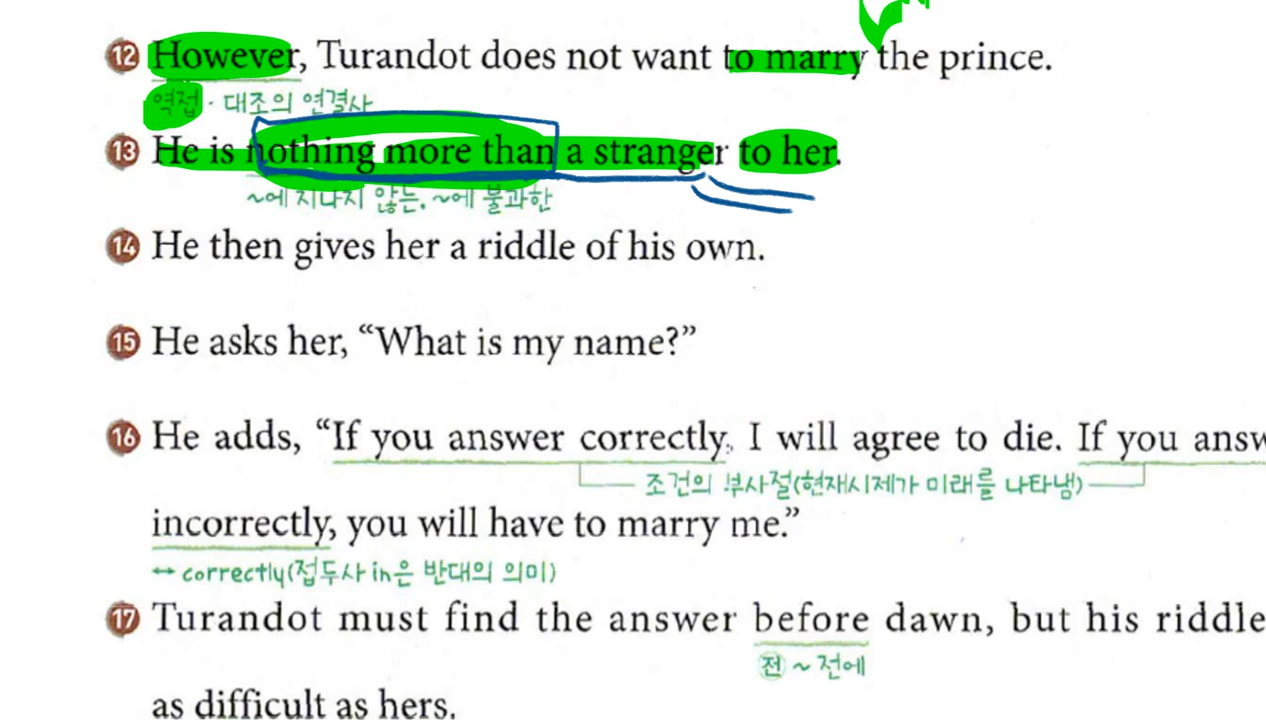 12 However, Turandot does not want to marry the prince.
역접·대조의 연결사
13 He is nothing more than a stranger to her.
~에 지나지 않는, ~에 불과한
14 He then gives her a riddle of his own.
15 He asks her, “What is my name?”
16 He adds, “If you answer correctly, I will agree to die. If you answ
조건의 부사절(현재시제가 미래를 나타냄)
incorrectly, you will have to marry me.”
↔ correctly(접두사 in은 반대의 의미)
17 Turandot must find the answer before dawn, but his riddle
전 ~ 전에
as difficult as hers.